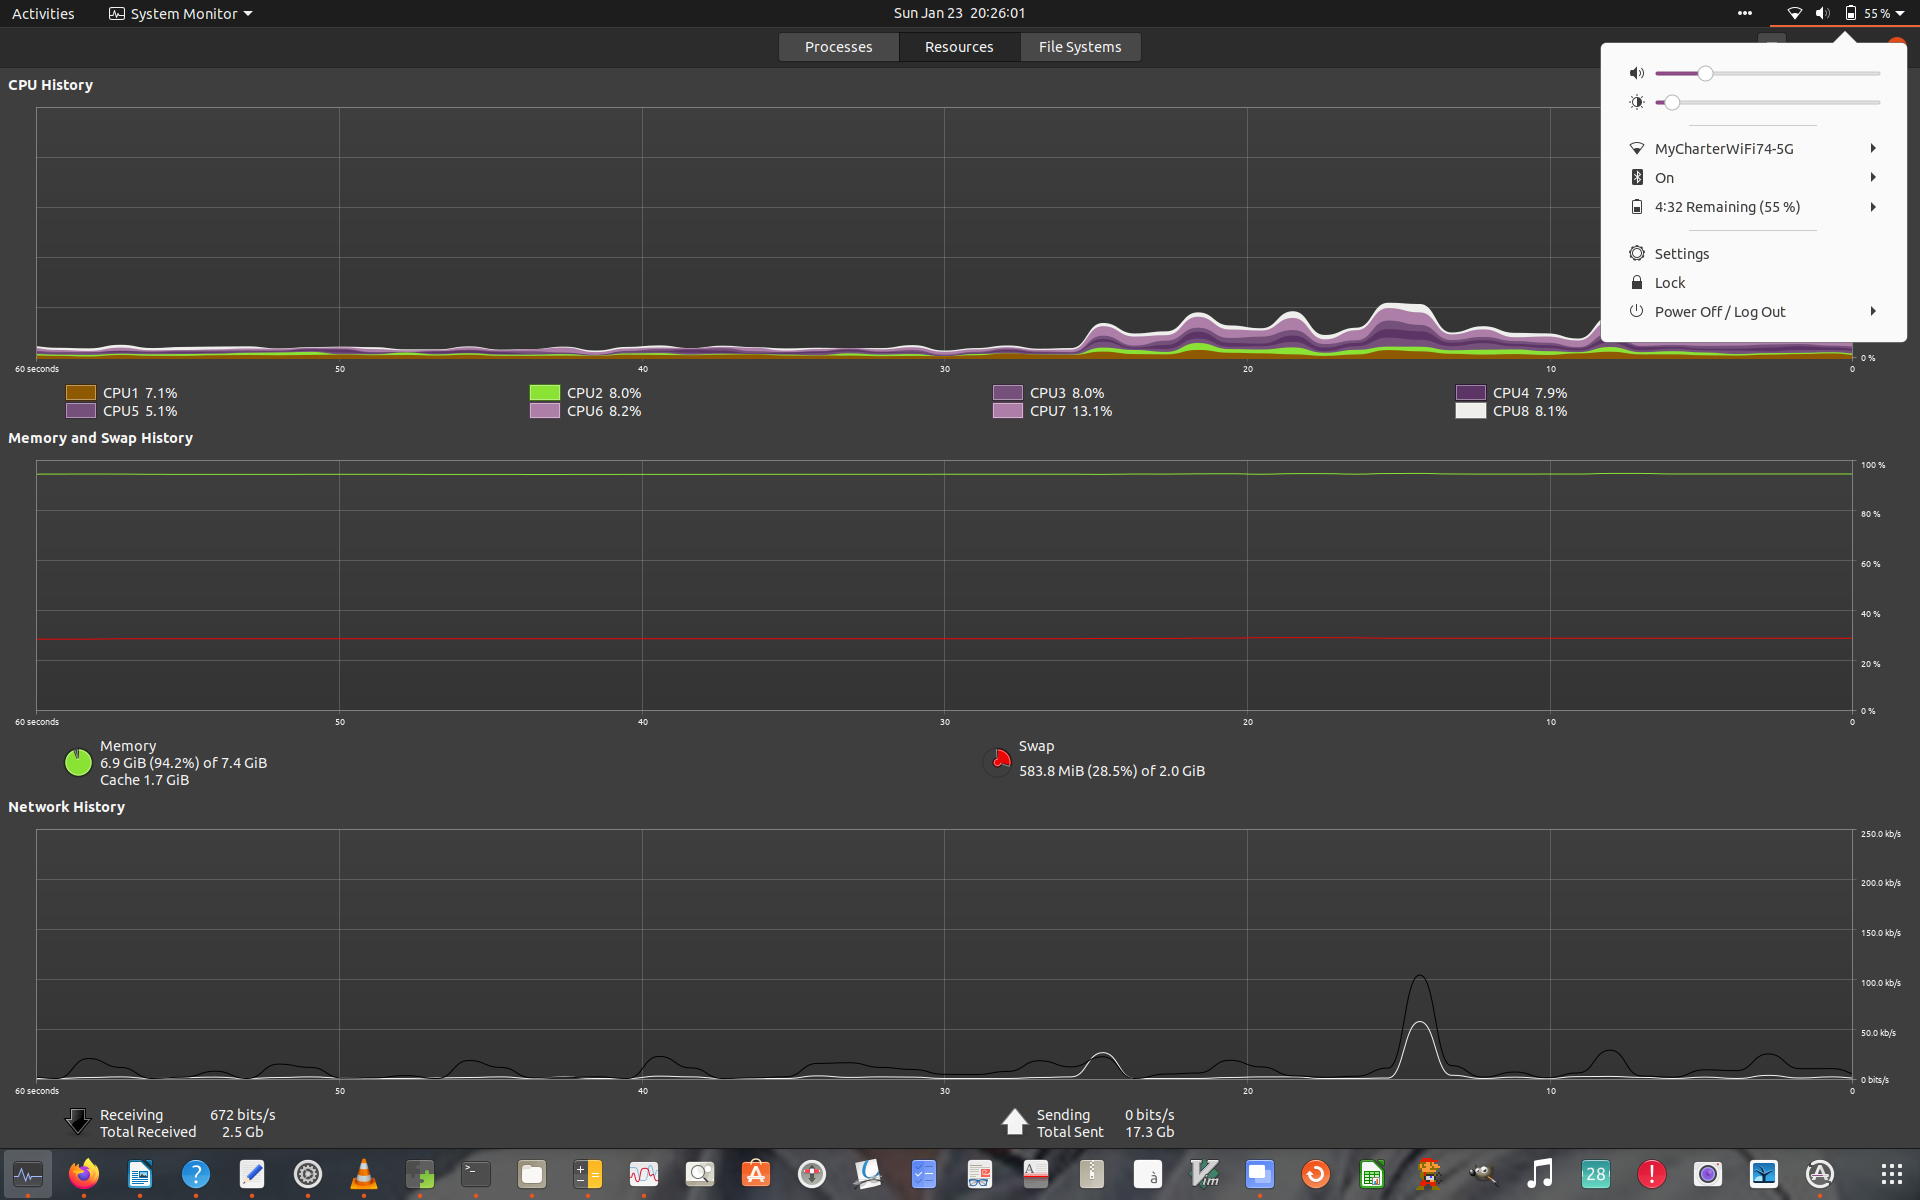 Activities
System Monitor
Sun Jan 23 20:26:01
55 %
Processes
Resources
File Systems
MyCharterWiFi74-5G
On
4:32 Remaining (55 %)
Settings
Lock
Power Off / Log Out
CPU History
0 %
60 seconds 50 40 30 20 10 0
CPU1 7.1% CPU2 8.0% CPU3 8.0% CPU4 7.9%
CPU5 5.1% CPU6 8.2% CPU7 13.1% CPU8 8.1%
Memory and Swap History
100 %
80 %
60 %
40 %
20 %
0 %
60 seconds 50 40 30 20 10 0
Memory
6.9 GiB (94.2%) of 7.4 GiB
Cache 1.7 GiB
Swap
583.8 MiB (28.5%) of 2.0 GiB
Network History
250.0 kb/s
200.0 kb/s
150.0 kb/s
100.0 kb/s
50.0 kb/s
0 bits/s
60 seconds 50 40 30 20 10 0
Receiving 672 bits/s
Total Received 2.5 Gb
Sending 0 bits/s
Total Sent 17.3 Gb
?
>_
A
à
Vim
28
!
A